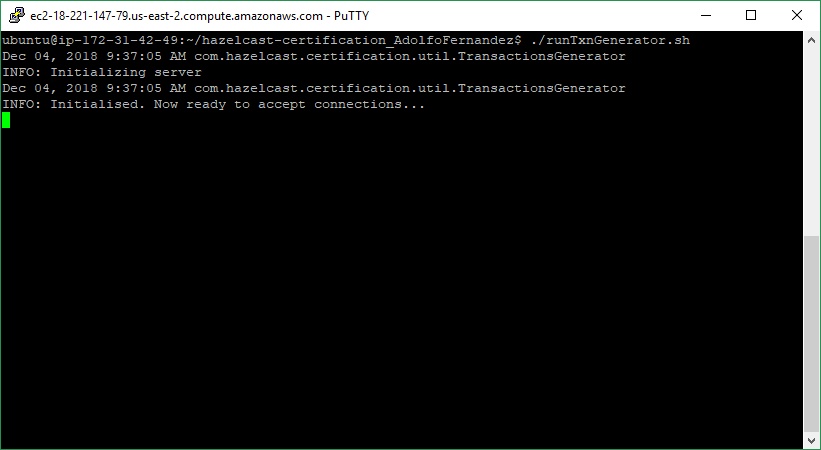 ec2-18-221-147-79.us-east-2.compute.amazonaws.com - PuTTY
ubuntu@ip-172-31-42-49:~/hazelcast-certification_AdolfoFernandez$ ./runTxnGenerator.sh
Dec 04, 2018 9:37:05 AM com.hazelcast.certification.util.TransactionsGenerator
INFO: Initializing server
Dec 04, 2018 9:37:05 AM com.hazelcast.certification.util.TransactionsGenerator
INFO: Initialised. Now ready to accept connections...